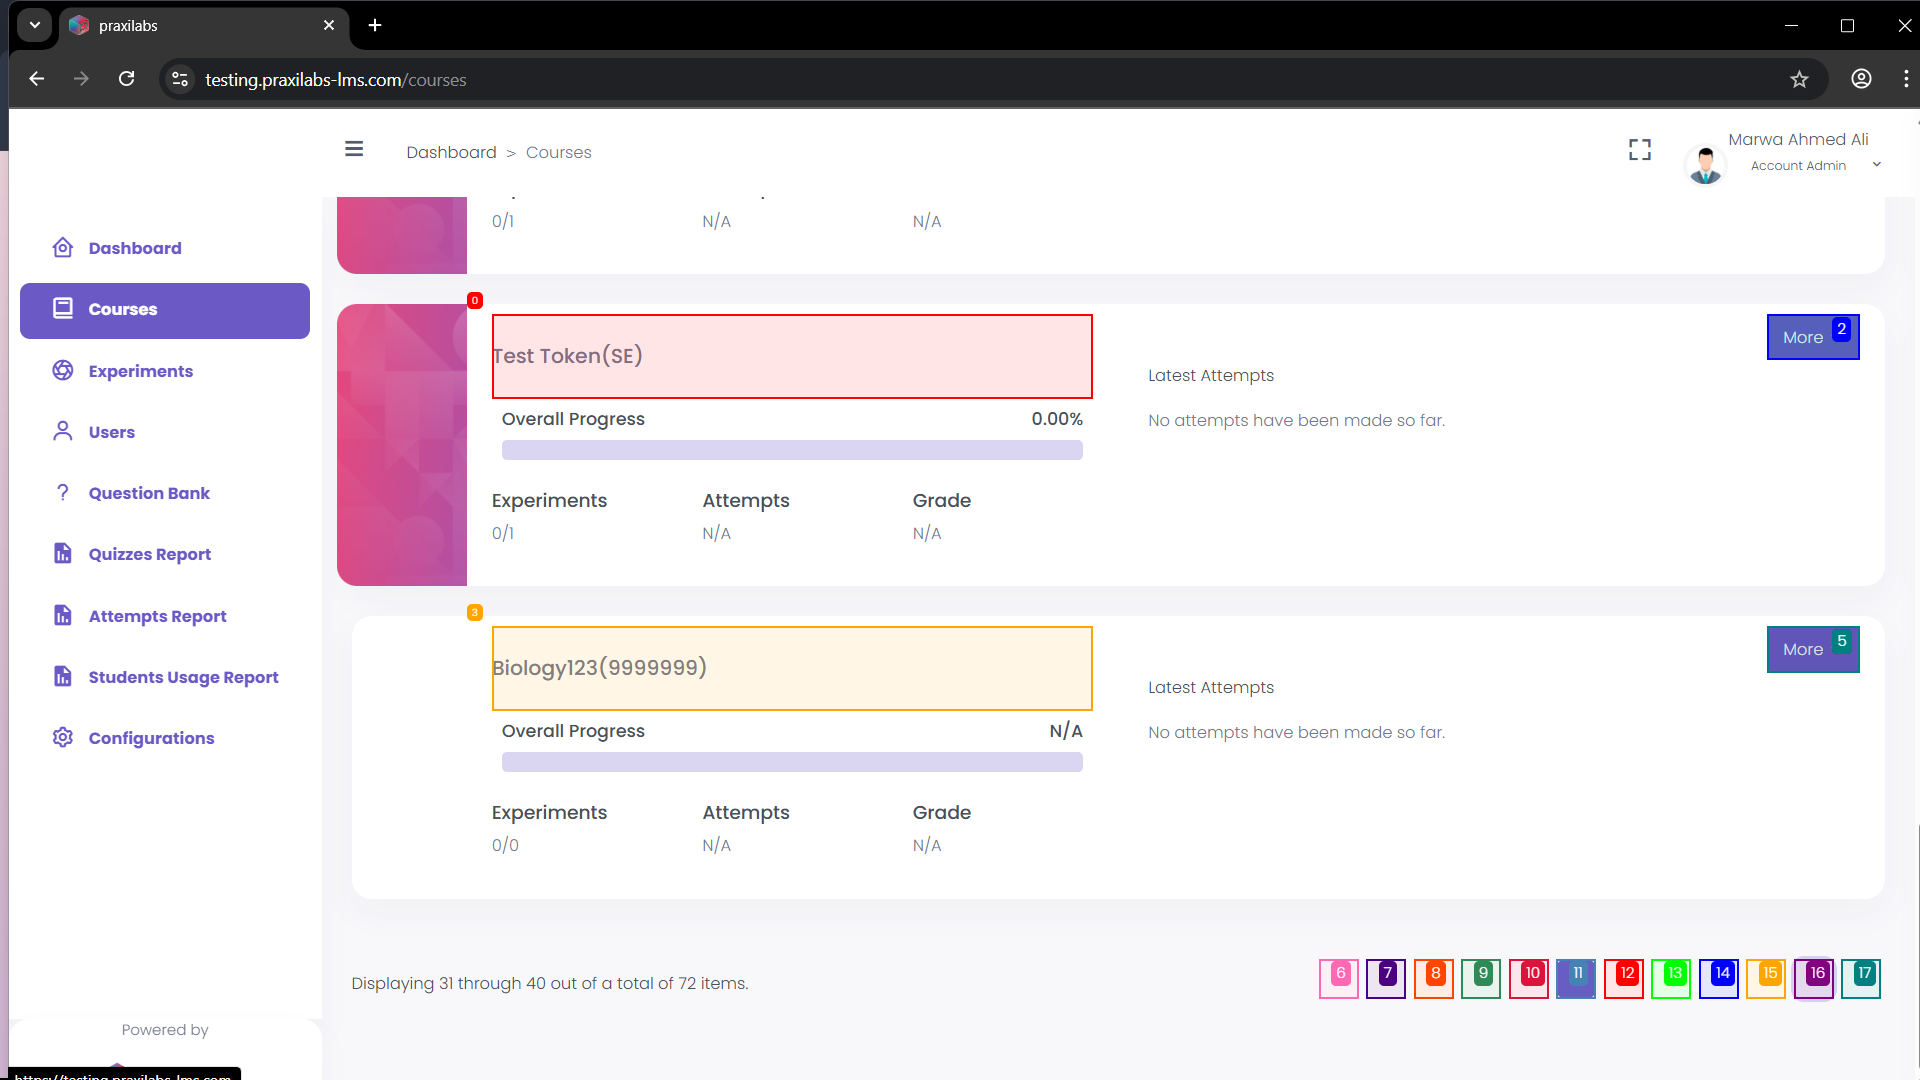 praxilabs
testing.praxilabs-lms.com/courses
Dashboard > Courses
Marwa Ahmed Ali
Account Admin
Dashboard
Courses
Experiments
Users
Question Bank
Quizzes Report
Attempts Report
Students Usage Report
Configurations
Powered by
0/1 N/A N/A
0
Test Token(SE)
More 2
Overall Progress 0.00%
Latest Attempts
No attempts have been made so far.
Experiments Attempts Grade
0/1 N/A N/A
3
Biology123(9999999)
More 5
Overall Progress N/A
Latest Attempts
No attempts have been made so far.
Experiments Attempts Grade
0/0 N/A N/A
Displaying 31 through 40 out of a total of 72 items.
6 7 8 9 10 11 12 13 14 15 16 17
https://testing.praxilabs-lms.com